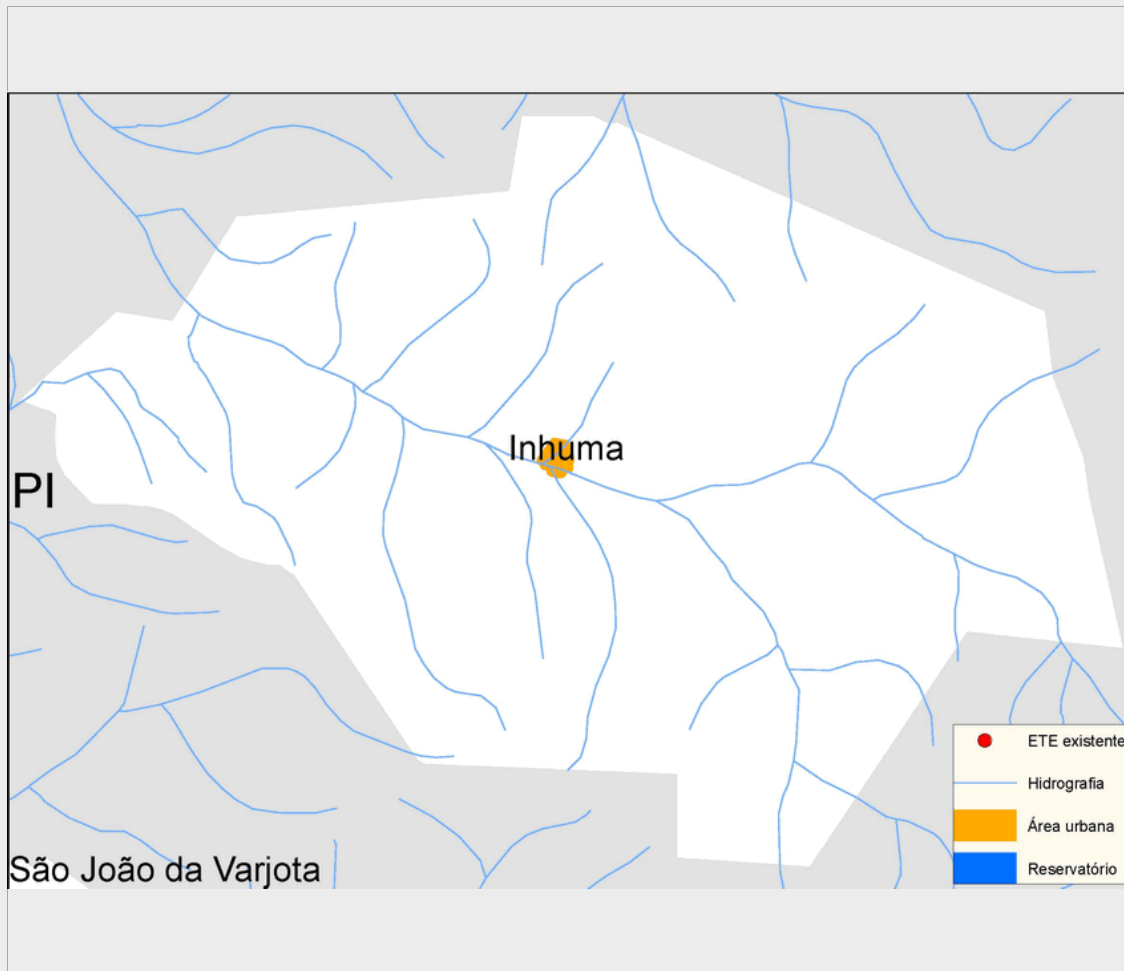 Inhuma
PI
São João da Varjota
ETE existente
Hidrografia
Área urbana
Reservatório